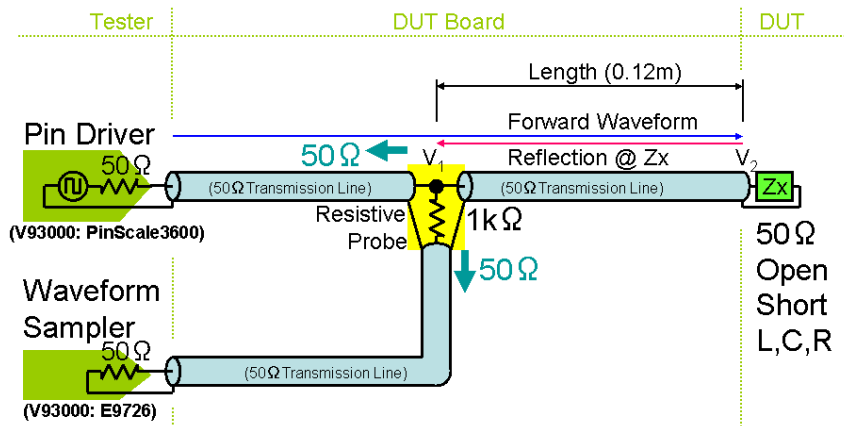 Tester
DUT Board
DUT
Length (0.12m)
Forward Waveform
Pin Driver
50Ω
50Ω
V1
Reflection @ Zx
V2
(50Ω Transmission Line)
(50Ω Transmission Line)
Zx
(V93000: PinScale3600)
Resistive
Probe
1kΩ
50Ω
50Ω
Open
Short
L,C,R
Waveform
Sampler
50Ω
(50Ω Transmission Line)
(V93000: E9726)